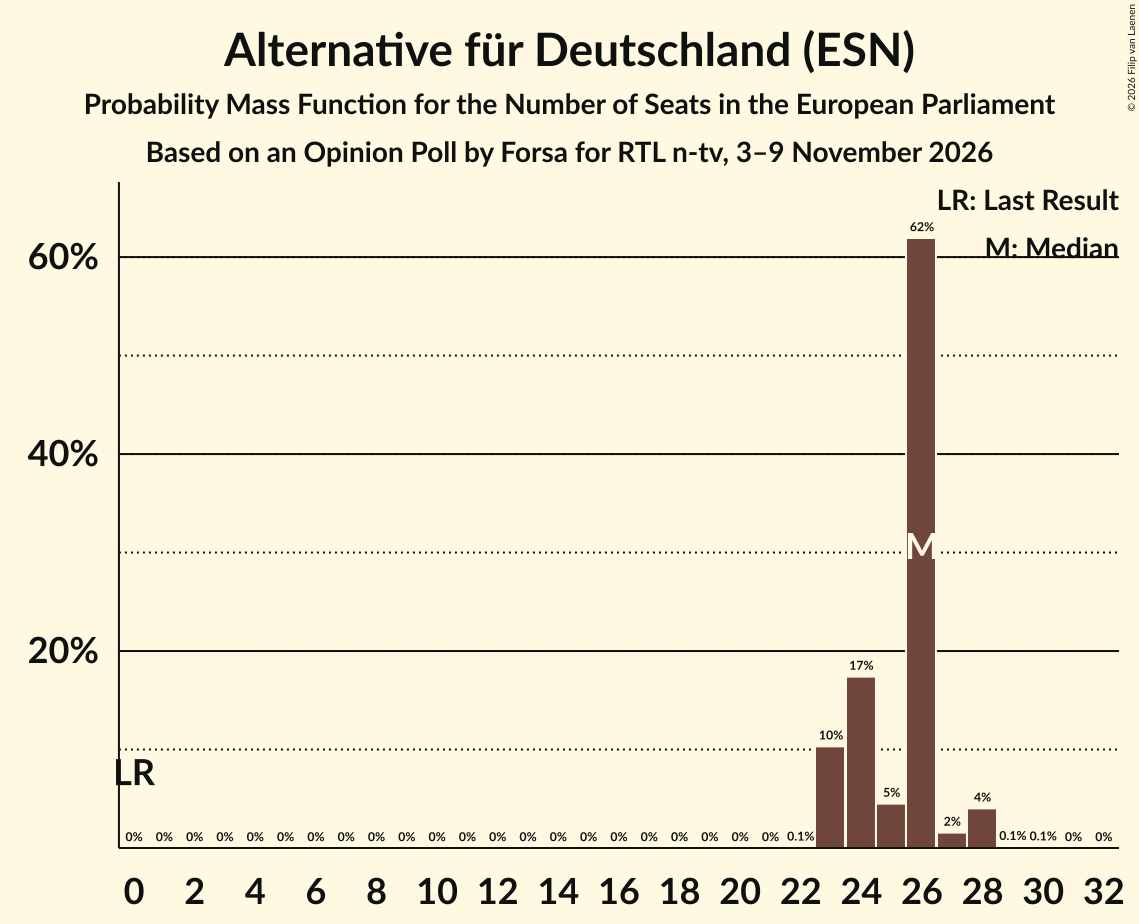 Alternative für Deutschland (ESN)
Probability Mass Function for the Number of Seats in the European Parliament
Based on an Opinion Poll by Forsa for RTL n-tv, 3–9 November 2026
© 2026 Filip van Laenen
LR: Last Result
M: Median
60%
40%
20%
62%
M
17%
10%
5%
4%
2%
LR
0% 0% 0% 0% 0% 0% 0% 0% 0% 0% 0% 0% 0% 0% 0% 0% 0% 0% 0% 0% 0% 0% 0.1% 0.1% 0.1% 0% 0%
0 2 4 6 8 10 12 14 16 18 20 22 24 26 28 30 32